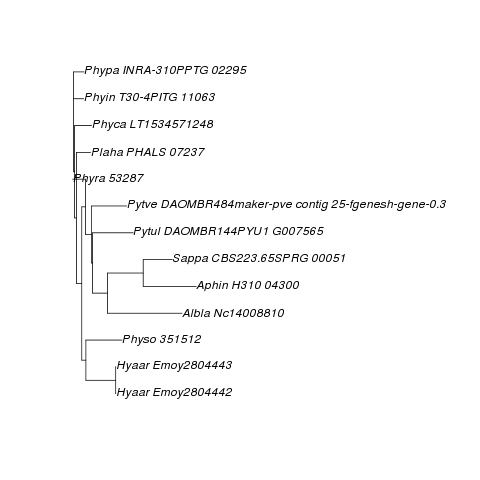 Phypa INRA-310PPTG 02295
Phyin T30-4PITG 11063
Phyca LT1534571248
Plaha PHALS 07237
Phyra 53287
Pytve DAOMBR484maker-pve contig 25-fgenesh-gene-0.3
Pytul DAOMBR144PYU1 G007565
Sappa CBS223.65SPRG 00051
Aphin H310 04300
Albla Nc14008810
Physo 351512
Hyaar Emoy2804443
Hyaar Emoy2804442